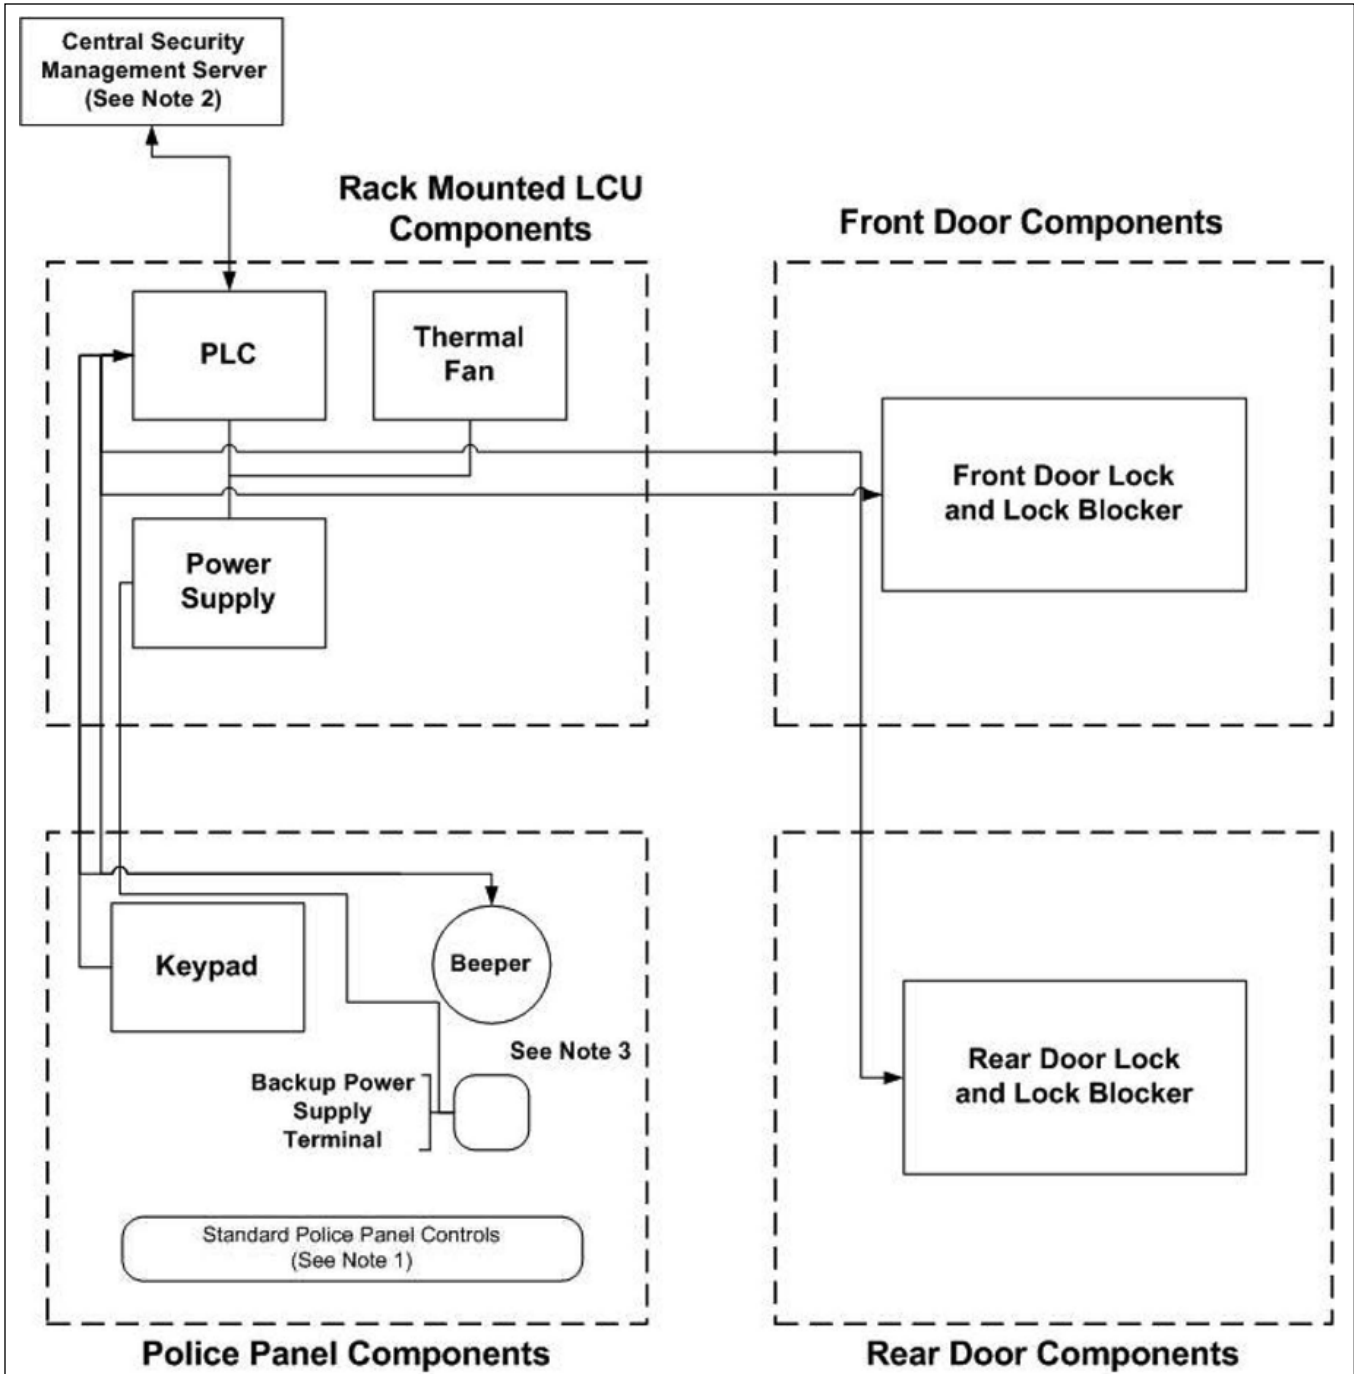 Central Security
Management Server
(See Note 2)
Rack Mounted LCU
Components
Front Door Components
PLC
Thermal
Fan
Front Door Lock
and Lock Blocker
Power
Supply
Keypad
Beeper
See Note 3
Backup Power
Supply
Terminal
Rear Door Lock
and Lock Blocker
Standard Police Panel Controls
(See Note 1)
Police Panel Components
Rear Door Components